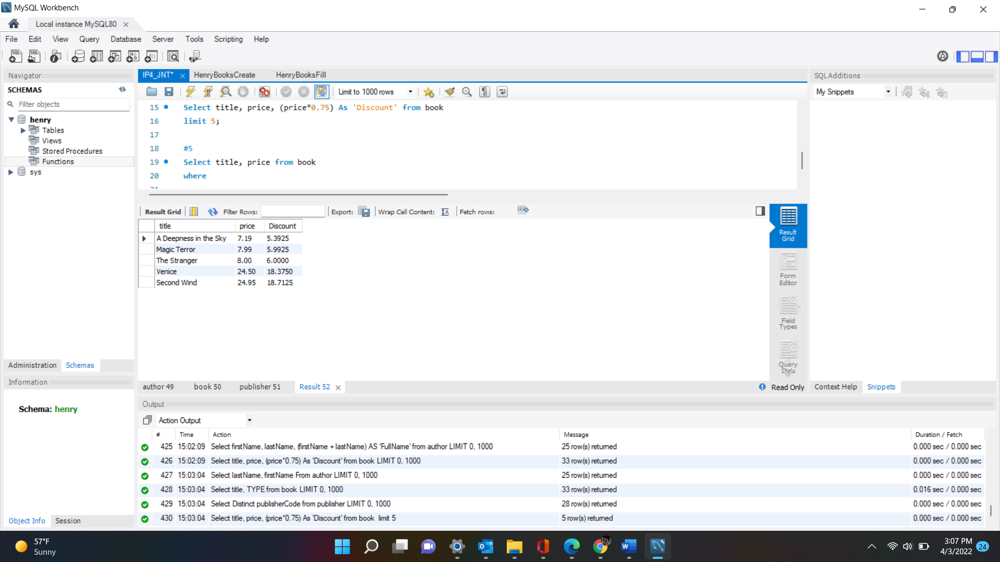 MySQL Workbench
Local instance MySQL80
File Edit View Query Database Server Tools Scripting Help
Navigator
SCHEMAS
Filter objects
henry
Tables
Views
Stored Procedures
Functions
sys
Administration Schemas
Information
Schema: henry
Object Info Session
IP4_JNT* HenryBooksCreate HenryBooksFill
Limit to 1000 rows
15 Select title, price, (price*0.75) As 'Discount' from book
16 limit 5;
17
18 #5
19 Select title, price from book
20 where
21
Result Grid Filter Rows: Export: Wrap Cell Content: Fetch rows:
title price Discount
A Deepness in the Sky 7.19 5.3925
Magic Terror 7.99 5.9925
The Stranger 8.00 6.0000
Venice 24.50 18.3750
Second Wind 24.95 18.7125
Result
Grid
Form
Editor
Field
Types
Query
Stats
author 49 book 50 publisher 51 Result 52 Read Only
SQLAdditions
My Snippets
Context Help Snippets
Output
Action Output
# Time Action Message Duration / Fetch
425 15:02:09 Select firstName, lastName, (firstName + lastName) AS 'FullName' from author LIMIT 0, 1000 25 row(s) returned 0.000 sec / 0.000 sec
426 15:02:09 Select title, price, (price*0.75) As 'Discount' from book LIMIT 0, 1000 33 row(s) returned 0.000 sec / 0.000 sec
427 15:03:04 Select lastName, firstName From author LIMIT 0, 1000 25 row(s) returned 0.000 sec / 0.000 sec
428 15:03:04 Select title, TYPE from book LIMIT 0, 1000 33 row(s) returned 0.016 sec / 0.000 sec
429 15:03:04 Select Distinct publisherCode from publisher LIMIT 0, 1000 28 row(s) returned 0.000 sec / 0.000 sec
430 15:03:04 Select title, price, (price*0.75) As 'Discount' from book limit 5 5 row(s) returned 0.000 sec / 0.000 sec
57°F
Sunny
3:07 PM
4/3/2022
24